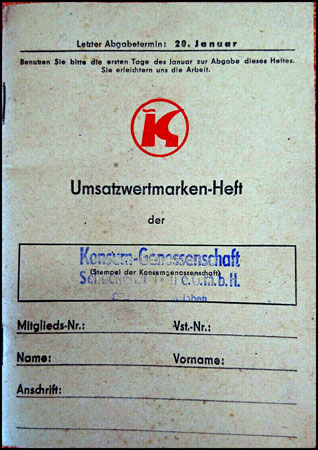 Letzter Abgabetermin: 20. Januar
Benutzen Sie bitte die ersten Tage des Januar zur Abgabe dieses Heftes.
Sie erleichtern uns die Arbeit.
K
Umsatzwertmarken-Heft
der
Konsum-Genossenschaft
(Stempel der Konsumgenossenschaft)
e.G.m.b.H.
Mitglieds-Nr.: Vst.-Nr.:
Name: Vorname:
Anschrift: